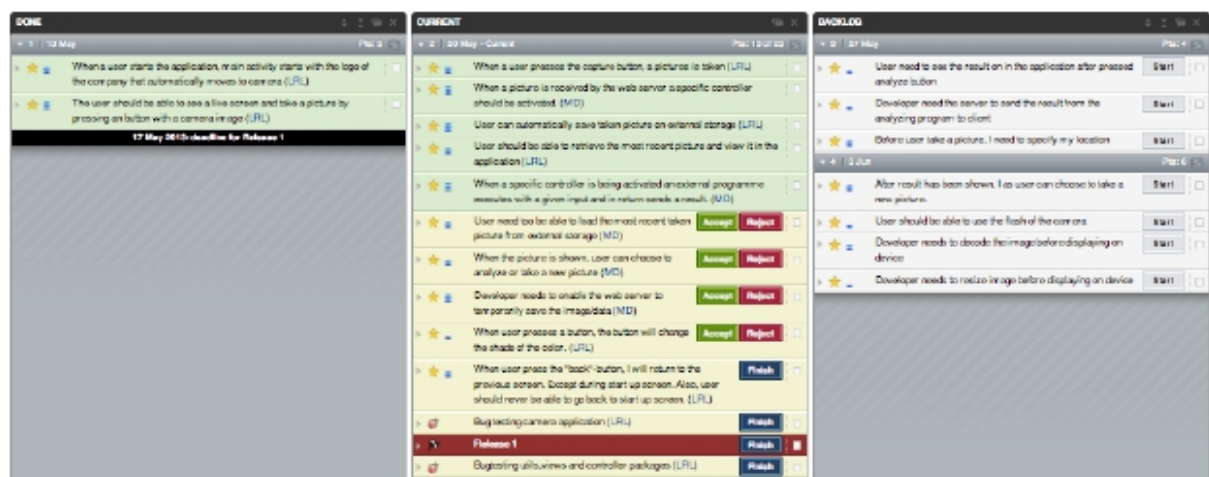 DONE
1 | 13 May
Pts: 3
When a user starts the application, main activity starts with the logo of
the company that automatically moves to camera (LRL)
The user should be able to see a live screen and take a picture by
pressing an button with a camera image (LRL)
17 May 2013: deadline for Release 1
CURRENT
2 | 20 May - Current
Pts: of 23
When a user presses the capture button, a pictures is taken (LRL)
When a picture is received by the web server a specific controller
should be activated. (MD)
User can automatically save taken picture on external storage (LRL)
User should be able to retrieve the most recent picture and view it in the
application (LRL)
When a specific controller is being activated an external programme
executes with a given input and in return sends a result. (MD)
User need too be able to load the most recent taken
picture from external storage (MD)
Accept Reject
When the picture is shown, user can choose to
analyse or take a new picture (MD)
Accept Reject
Developer needs to enable the web server to
temporarily save the image/data (MD)
Accept Reject
When user presses a button, the button will change
the shade of the color. (LRL)
Accept Reject
When user press the "back"-button, I will return to the
previous screen. Except during start up screen. Also, user
should never be able to go back to start up screen. (LRL)
Finish
Bug testing camera application (LRL)
Finish
Release 1
Finish
Bugtesting utils,views and controller packages (LRL)
Finish
BACKLOG
3 | 27 May
Pts: 4
User need to see the result on in the application after pressed
analyze button
Start
Developer need the server to send the result from the
analyzing program to client
Start
Before user take a picture, I need to specify my location
Start
4 | 3 Jun
Pts: 6
After result has been shown, I as user can choose to take a
new picture.
Start
User should be able to use the flash of the camera
Start
Developer needs to decode the image before displaying on
device
Start
Developer needs to resize image before displaying on device
Start